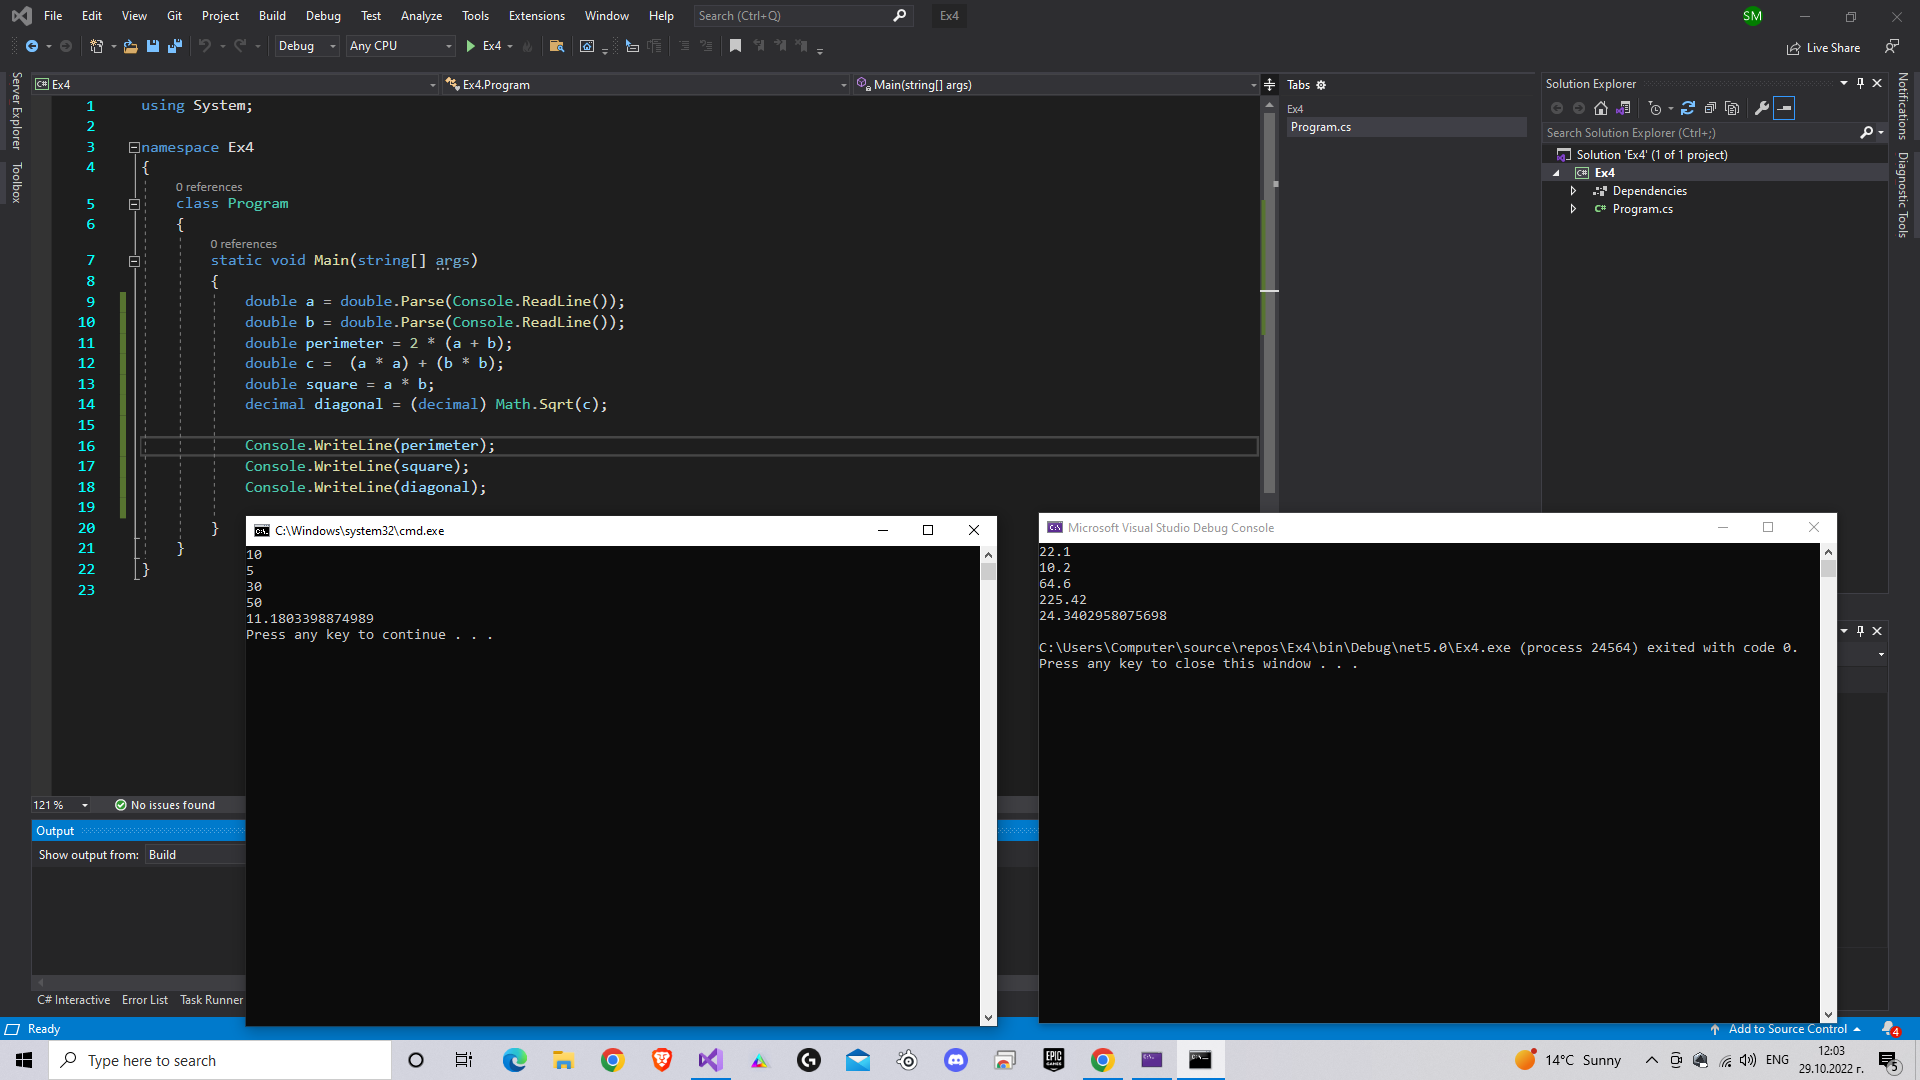 File Edit View Git Project Build Debug Test Analyze Tools Extensions Window Help Search (Ctrl+Q) Ex4 SM
Debug Any CPU Ex4 Live Share
Server Explorer
Toolbox
C# Ex4 Ex4.Program Main(string[] args)
1 using System;
2
3 namespace Ex4
4 {
0 references
5 class Program
6 {
0 references
7 static void Main(string[] args)
8 {
9 double a = double.Parse(Console.ReadLine());
10 double b = double.Parse(Console.ReadLine());
11 double perimeter = 2 * (a + b);
12 double c =  (a * a) + (b * b);
13 double square = a * b;
14 decimal diagonal = (decimal) Math.Sqrt(c);
15
16 Console.WriteLine(perimeter);
17 Console.WriteLine(square);
18 Console.WriteLine(diagonal);
19
20 }
21 }
22 }
23
Tabs
Ex4
Program.cs
Solution Explorer
Search Solution Explorer (Ctrl+;)
Solution 'Ex4' (1 of 1 project)
C# Ex4
Dependencies
C# Program.cs
Notifications
Diagnostic Tools
C:\Windows\system32\cmd.exe
10
5
30
50
11.1803398874989
Press any key to continue . . .
Microsoft Visual Studio Debug Console
22.1
10.2
64.6
225.42
24.3402958075698
C:\Users\Computer\source\repos\Ex4\bin\Debug\net5.0\Ex4.exe (process 24564) exited with code 0.
Press any key to close this window . . .
121 % No issues found
Output
Show output from: Build
C# Interactive Error List Task Runner
Ready Add to Source Control 4
Type here to search EPIC GAMES 14°C Sunny ENG 12:03
29.10.2022 г. 5